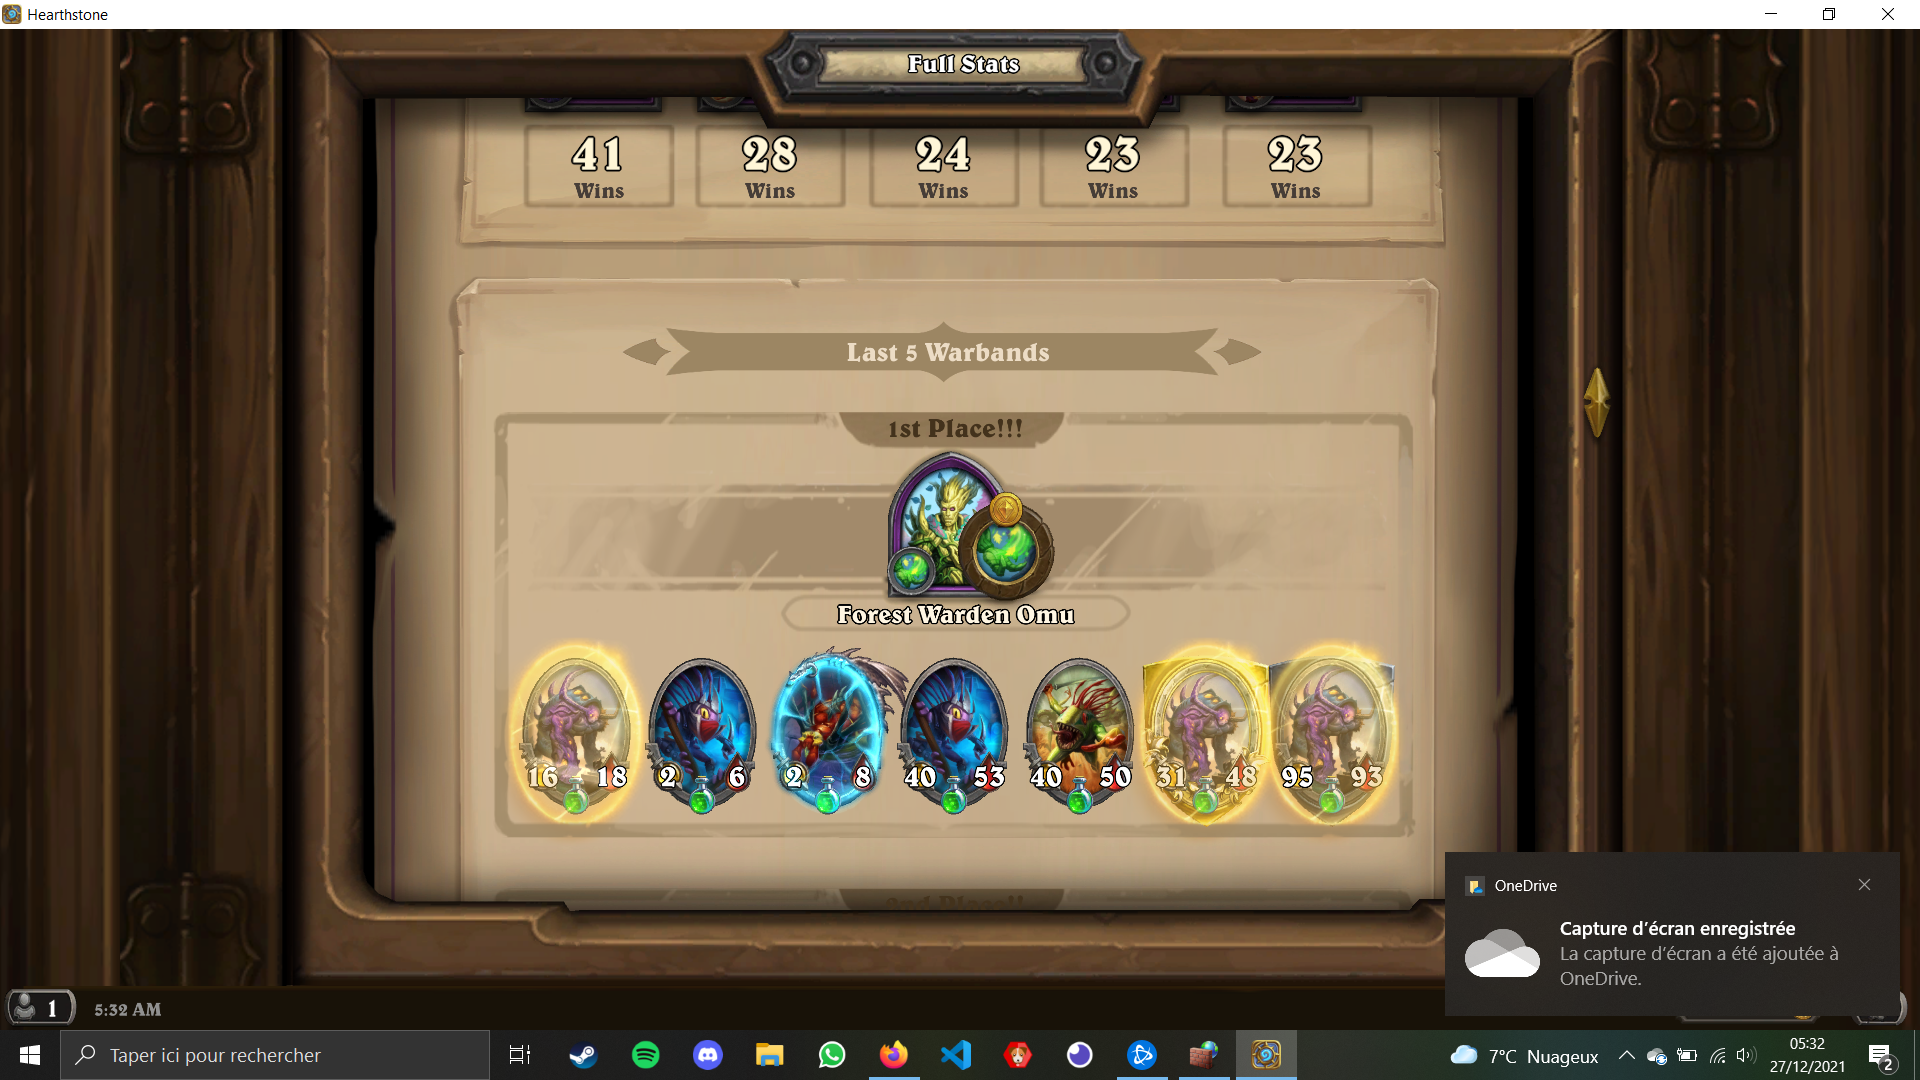 Hearthstone
Full Stats
41 28 24 23 23
Wins Wins Wins Wins Wins
Last 5 Warbands
1st Place!!!
Forest Warden Omu
16 18 2 6 2 8 40 53 40 50 31 48 95 93
2nd Place!!
OneDrive
Capture d'écran enregistrée
La capture d'écran a été ajoutée à
OneDrive.
1 5:32 AM
Taper ici pour rechercher
7°C Nuageux
05:32
27/12/2021
2